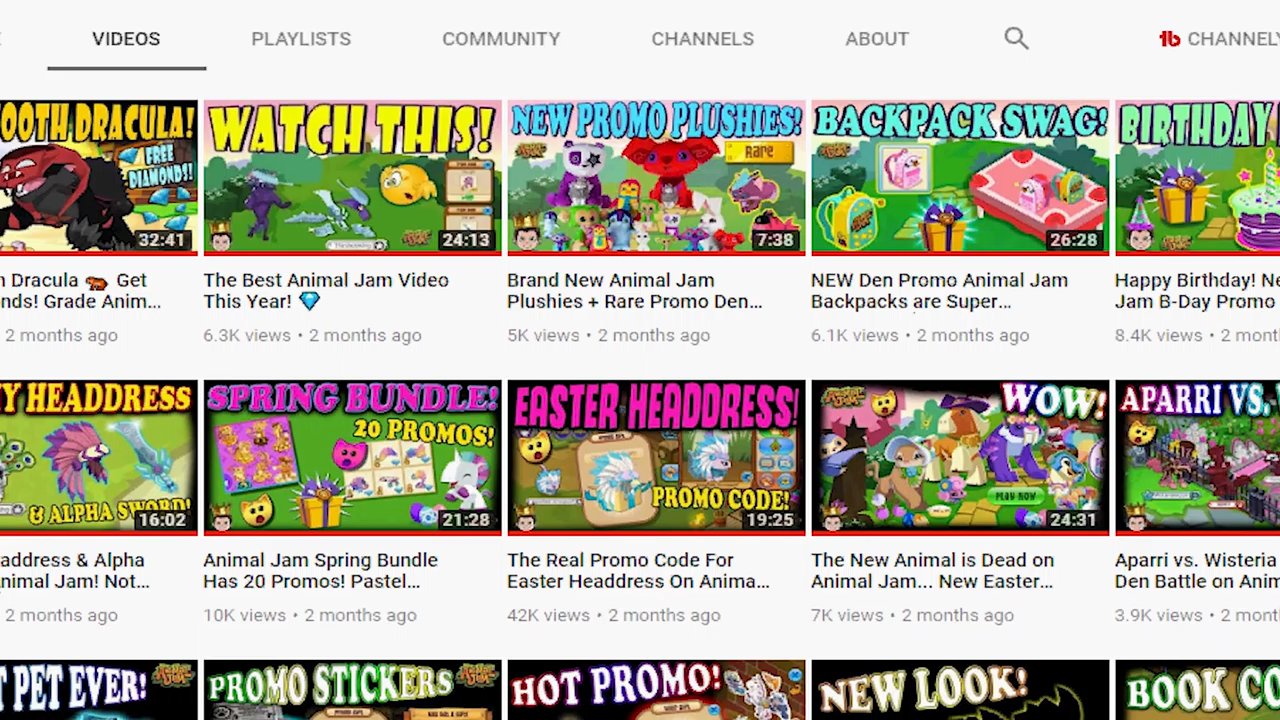 VIDEOS PLAYLISTS COMMUNITY CHANNELS ABOUT CHANNELY
OOTH DRACULA!
FREE
DIAMONDS!
32:41
WATCH THIS!
24:13
NEW PROMO PLUSHIES!
Rare
7:38
BACKPACK SWAG!
26:28
BIRTHDAY
Dracula 🐅 Get
nds! Grade Anim...
2 months ago
The Best Animal Jam Video
This Year! 💎
6.3K views • 2 months ago
Brand New Animal Jam
Plushies + Rare Promo Den...
5K views • 2 months ago
NEW Den Promo Animal Jam
Backpacks are Super...
6.1K views • 2 months ago
Happy Birthday! Ne
Jam B-Day Promo
8.4K views • 2 mont
Y HEADDRESS
& ALPHA SWORD!
16:02
SPRING BUNDLE!
20 PROMOS!
21:28
EASTER HEADDRESS!
PROMO CODE!
19:25
WOW!
PLAY NOW
24:31
APARRI VS.
address & Alpha
nimal Jam! Not...
2 months ago
Animal Jam Spring Bundle
Has 20 Promos! Pastel...
10K views • 2 months ago
The Real Promo Code For
Easter Headdress On Anima...
42K views • 2 months ago
The New Animal is Dead on
Animal Jam... New Easter...
7K views • 2 months ago
Aparri vs. Wisteria
Den Battle on Anim
3.9K views • 2 mont
T PET EVER!
PROMO STICKERS
HOT PROMO!
NEW LOOK!
BOOK CO